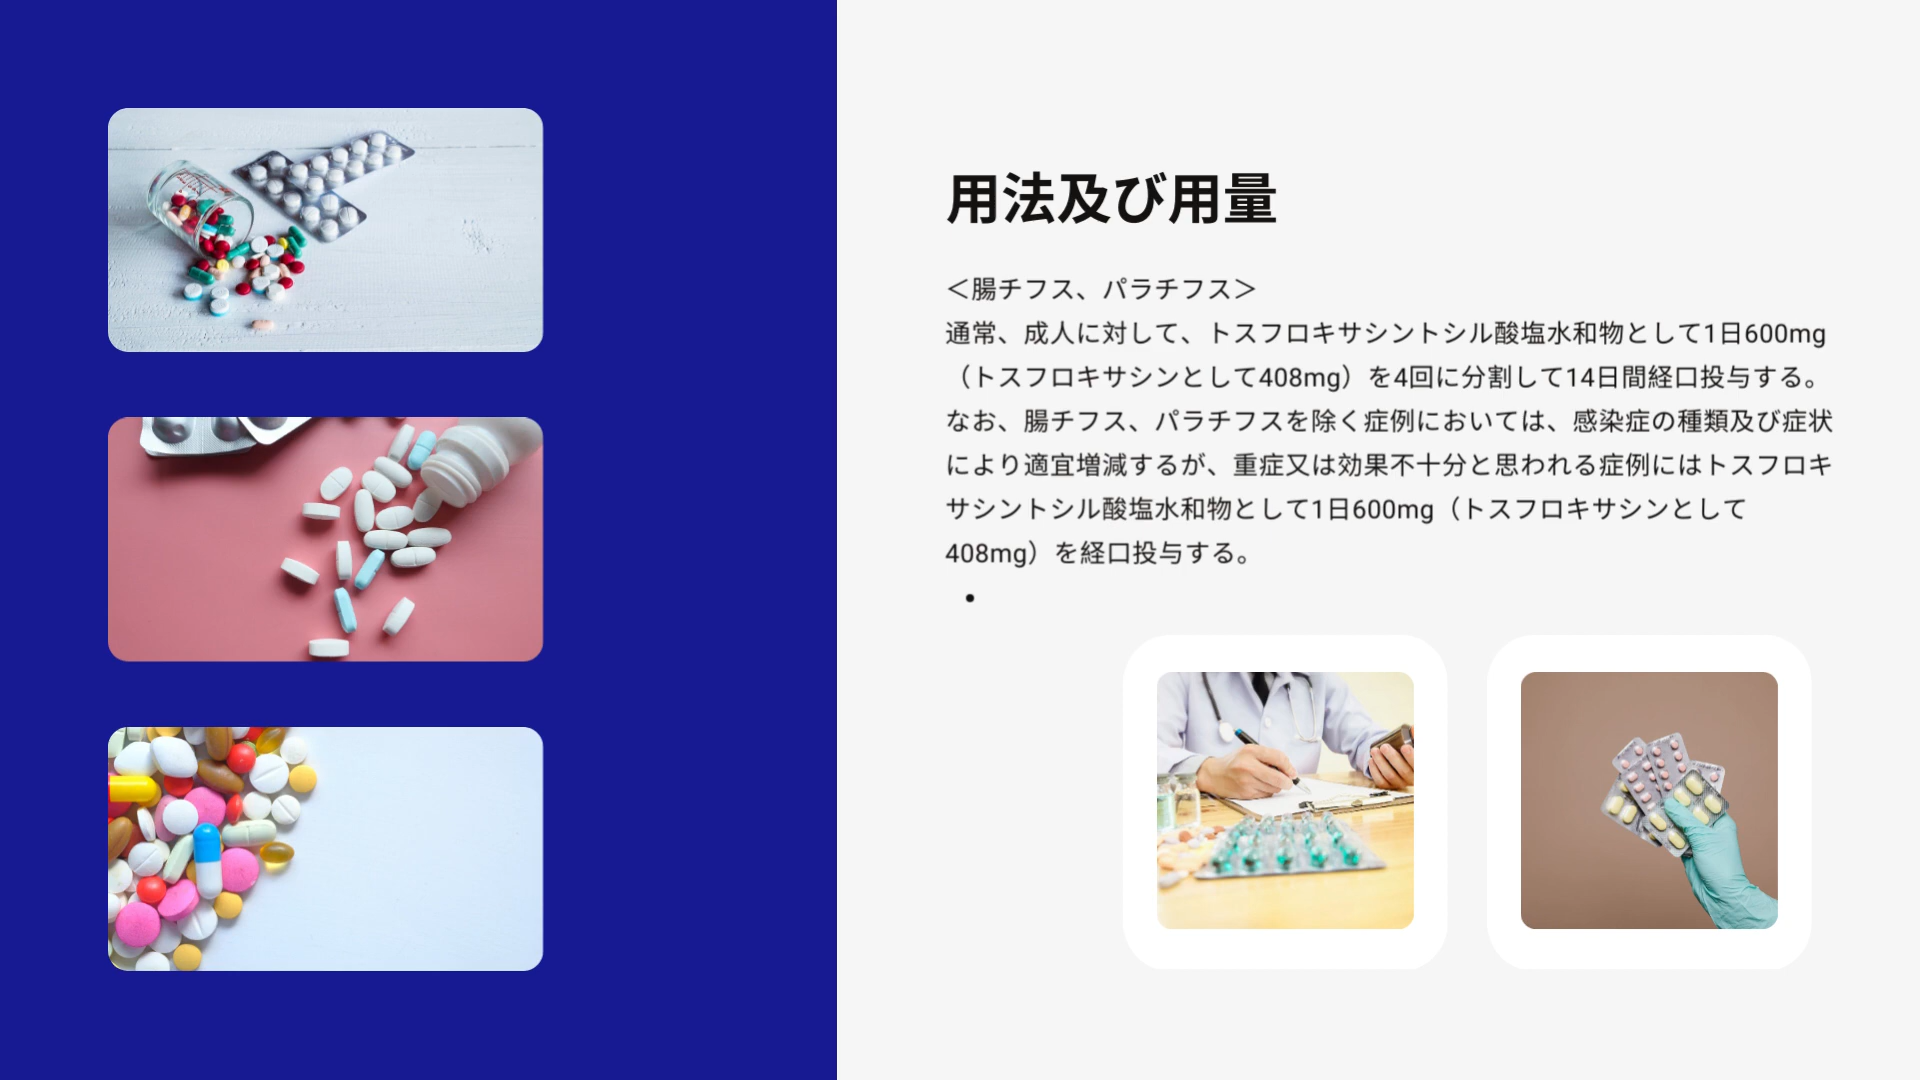 用法及び用量
＜腸チフス、パラチフス＞
通常、成人に対して、トスフロキサシントシル酸塩水和物として1日600mg
（トスフロキサシンとして408mg）を4回に分割して14日間経口投与する。
なお、腸チフス、パラチフスを除く症例においては、感染症の種類及び症状
により適宜増減するが、重症又は効果不十分と思われる症例にはトスフロキ
サシントシル酸塩水和物として1日600mg（トスフロキサシンとして
408mg）を経口投与する。
•